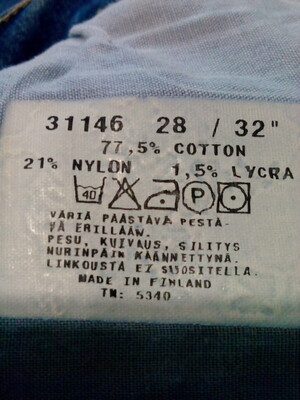 31146 28 / 32"
77,5% COTTON
21% NYLON 1,5% LYCRA
40 P
VÄRIÄ PÄÄSTÄVÄ PESTÄ-
VÄ ERILLÄÄN.
PESU, KUIVAUS, SILITYS
NURINPÄIN KÄÄNNETTYNÄ.
LINKOUSTA EI SUOSITELLA.
MADE IN FINLAND
TM: 5340